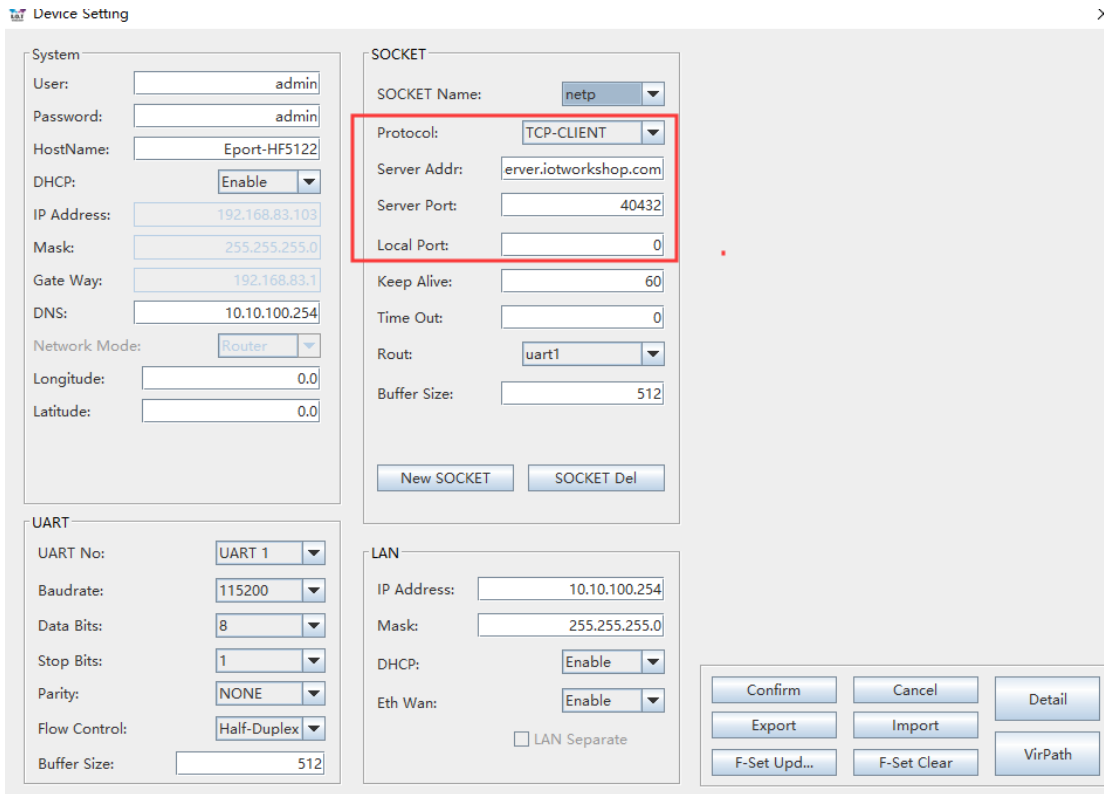 Device Setting
System
User: admin
Password: admin
HostName: Eport-HF5122
DHCP: Enable
IP Address: 192.168.83.103
Mask: 255.255.255.0
Gate Way: 192.168.83.1
DNS: 10.10.100.254
Network Mode: Router
Longitude: 0.0
Latitude: 0.0
UART
UART No: UART 1
Baudrate: 115200
Data Bits: 8
Stop Bits: 1
Parity: NONE
Flow Control: Half-Duplex
Buffer Size: 512
SOCKET
SOCKET Name: netp
Protocol: TCP-CLIENT
Server Addr: erver.iotworkshop.com
Server Port: 40432
Local Port: 0
Keep Alive: 60
Time Out: 0
Rout: uart1
Buffer Size: 512
New SOCKET SOCKET Del
LAN
IP Address: 10.10.100.254
Mask: 255.255.255.0
DHCP: Enable
Eth Wan: Enable
LAN Separate
Confirm Cancel Detail
Export Import
F-Set Upd... F-Set Clear VirPath